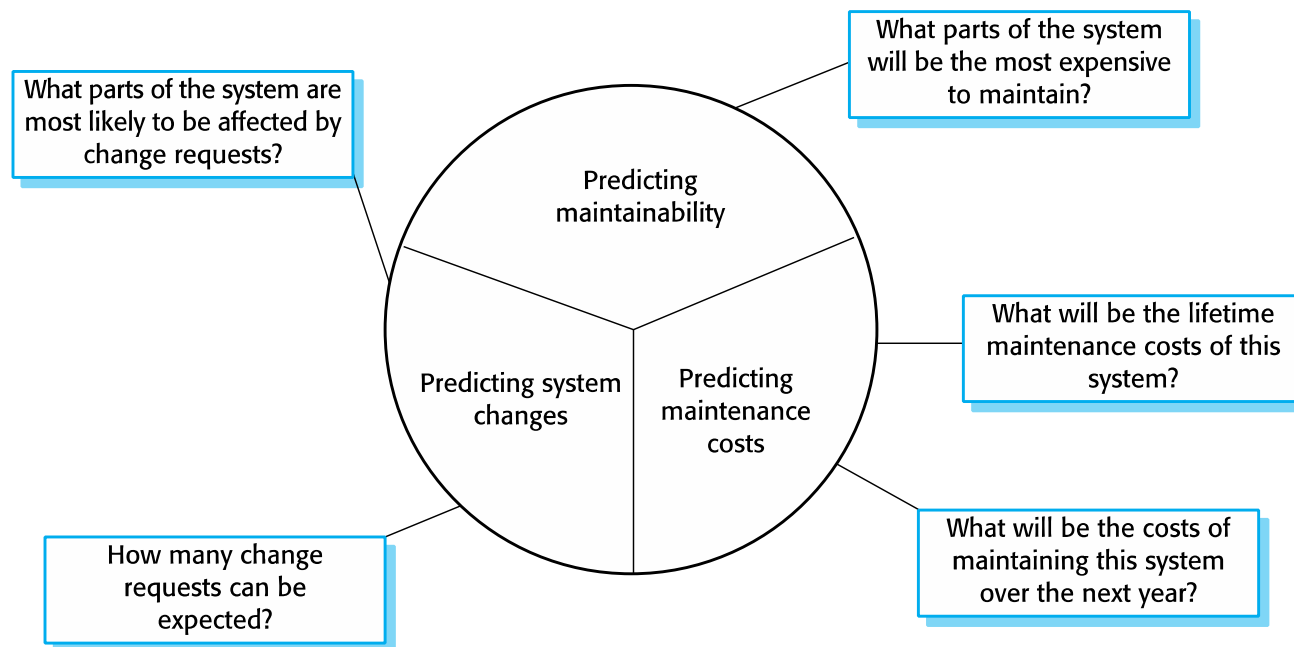 What parts of the system
will be the most expensive
to maintain?
What parts of the system are
most likely to be affected by
change requests?
Predicting
maintainability
What will be the lifetime
maintenance costs of this
system?
Predicting system
changes
Predicting
maintenance
costs
What will be the costs of
maintaining this system
over the next year?
How many change
requests can be
expected?